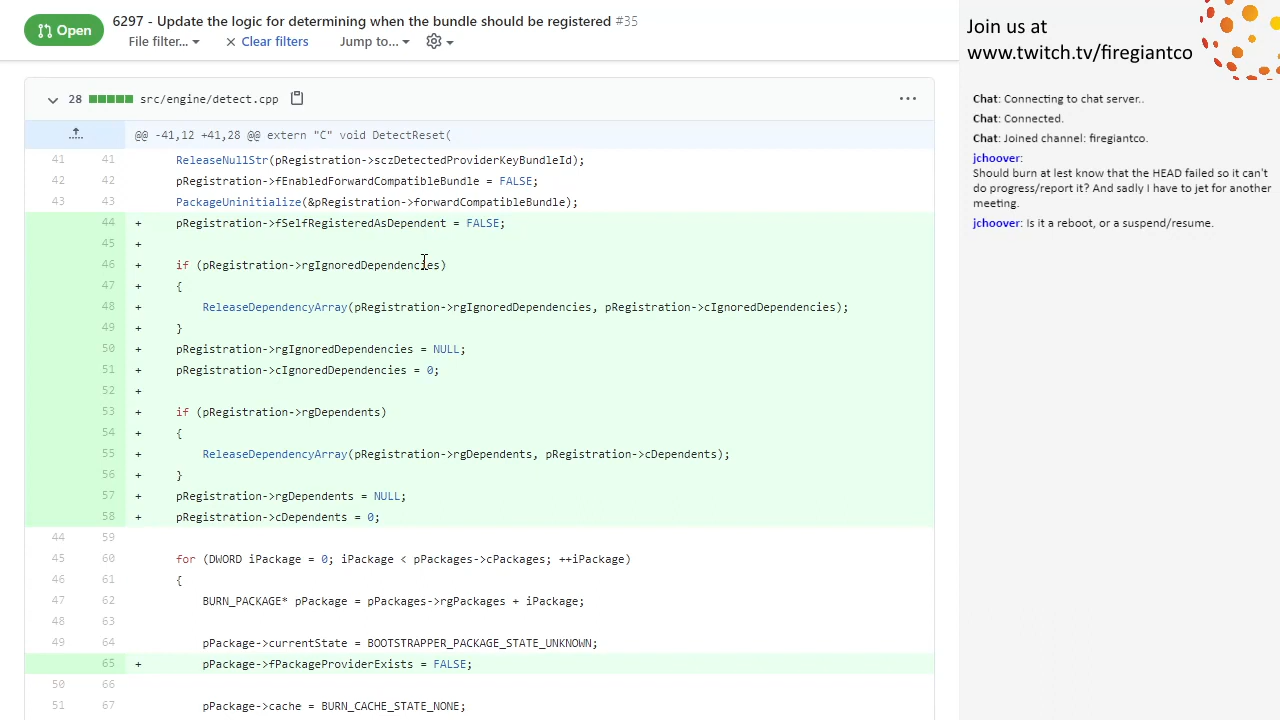 Open
6297 - Update the logic for determining when the bundle should be registered #35
File filter... Clear filters Jump to...
28 src/engine/detect.cpp
@@ -41,12 +41,28 @@ extern "C" void DetectReset(
41 41 ReleaseNullStr(pRegistration->sczDetectedProviderKeyBundleId);
42 42 pRegistration->fEnabledForwardCompatibleBundle = FALSE;
43 43 PackageUninitialize(&pRegistration->forwardCompatibleBundle);
44 + pRegistration->fSelfRegisteredAsDependent = FALSE;
45 +
46 + if (pRegistration->rgIgnoredDependencies)
47 + {
48 + ReleaseDependencyArray(pRegistration->rgIgnoredDependencies, pRegistration->cIgnoredDependencies);
49 + }
50 + pRegistration->rgIgnoredDependencies = NULL;
51 + pRegistration->cIgnoredDependencies = 0;
52 +
53 + if (pRegistration->rgDependents)
54 + {
55 + ReleaseDependencyArray(pRegistration->rgDependents, pRegistration->cDependents);
56 + }
57 + pRegistration->rgDependents = NULL;
58 + pRegistration->cDependents = 0;
44 59
45 60 for (DWORD iPackage = 0; iPackage < pPackages->cPackages; ++iPackage)
46 61 {
47 62 BURN_PACKAGE* pPackage = pPackages->rgPackages + iPackage;
48 63
49 64 pPackage->currentState = BOOTSTRAPPER_PACKAGE_STATE_UNKNOWN;
65 + pPackage->fPackageProviderExists = FALSE;
50 66
51 67 pPackage->cache = BURN_CACHE_STATE_NONE;
Join us at
www.twitch.tv/firegiantco
Chat: Connecting to chat server..
Chat: Connected.
Chat: Joined channel: firegiantco.
jchoover:
Should burn at lest know that the HEAD failed so it can't
do progress/report it? And sadly I have to jet for another
meeting.
jchoover: Is it a reboot, or a suspend/resume.